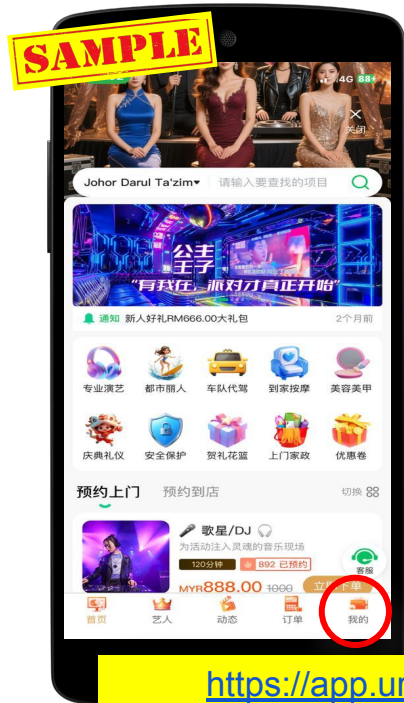 SAMPLE
4G 88+
关闭
Johor Darul Ta'zim▾ 请输入要查找的项目
公主
王子
"有我在，派对才真正开始"
通知 新人好礼RM666.00大礼包 2个月前
专业演艺 都市丽人 车队代驾 到家按摩 美容美甲
庆典礼仪 安全保护 贺礼花篮 上门家政 优惠卷
预约上门 预约到店 切换
歌星/DJ
为活动注入灵魂的音乐现场
120分钟 892 已预约
客服
MYR888.00 1000 立即下单
首页 艺人 动态 订单 我的
https://app.ur